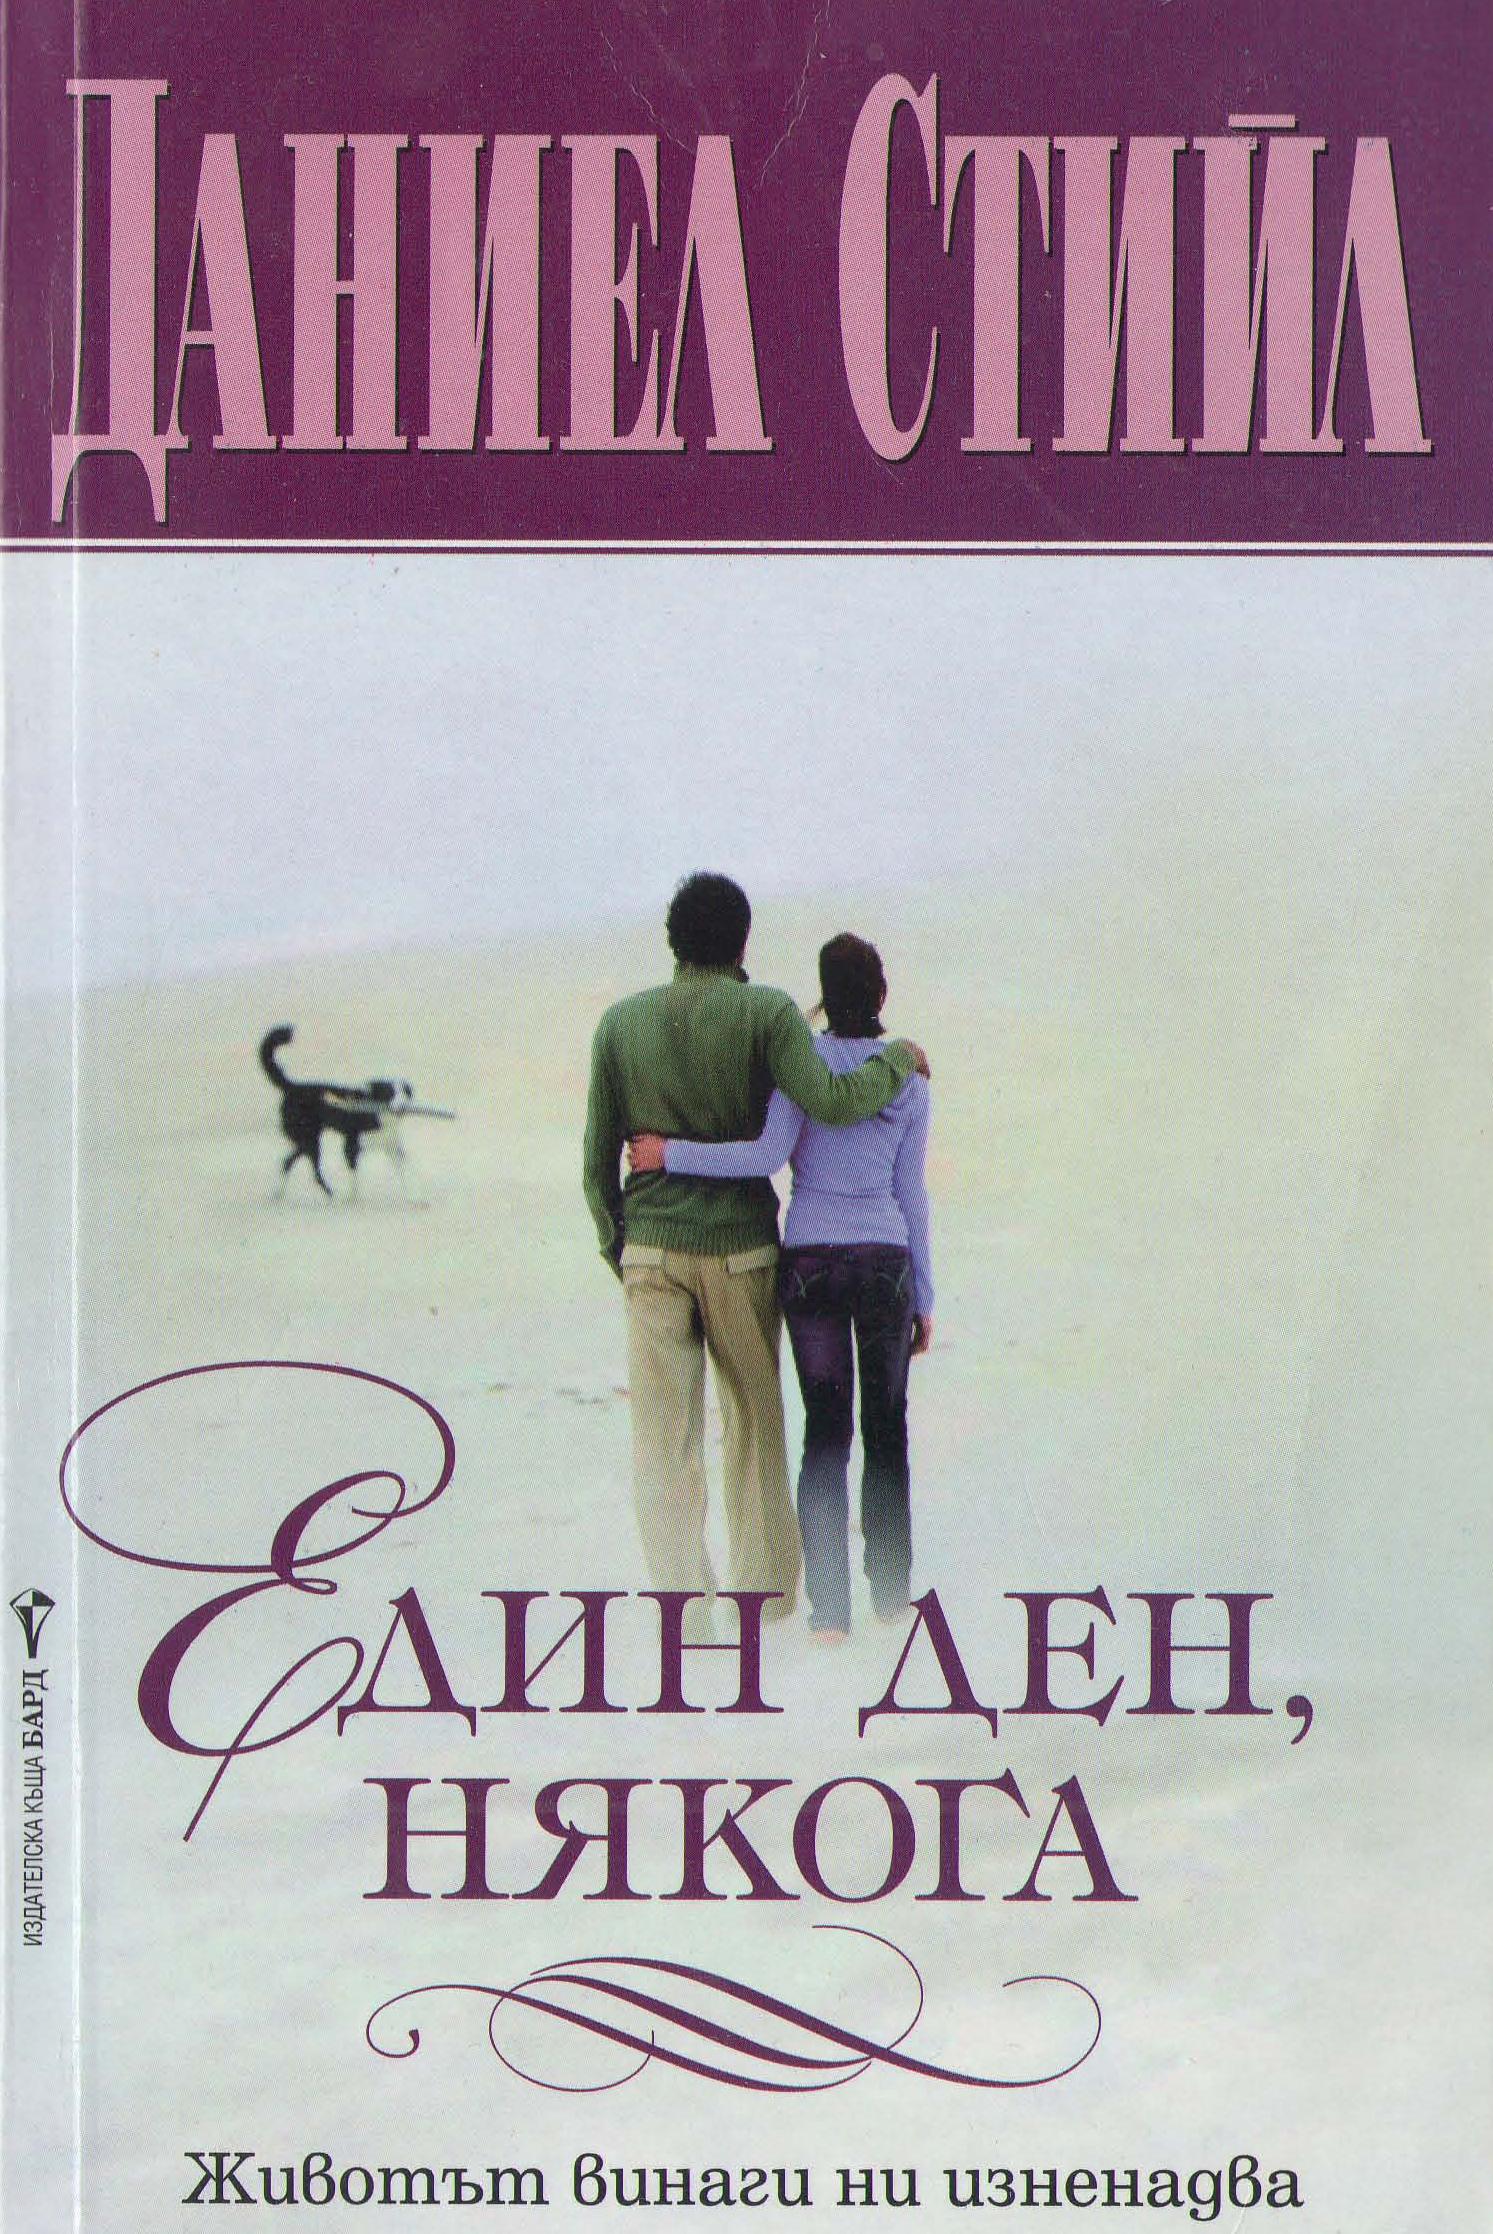 ДАНИЕЛ СТИЙЛ
ЕДИН ДЕН,
НЯКОГА
Животът винаги ни изненадва
ИЗДАТЕЛСКА КЪЩА БАРД